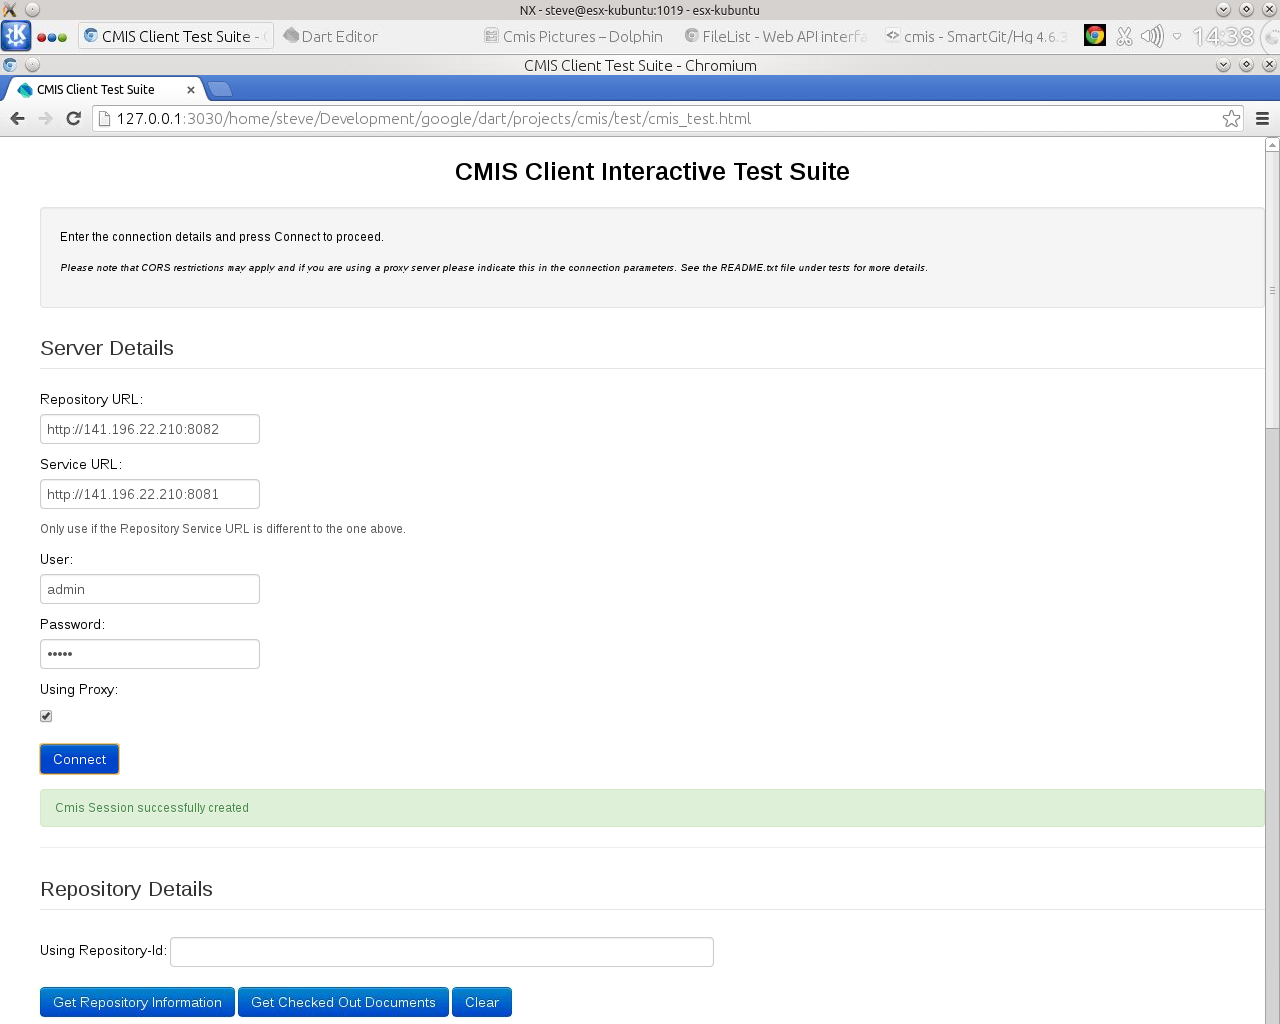 NX - steve@esx-kubuntu:1019 - esx-kubuntu
CMIS Client Test Suite - C
Dart Editor
Cmis Pictures – Dolphin
FileList - Web API interfa
cmis - SmartGit/Hg 4.6.3
14:38
CMIS Client Test Suite - Chromium
CMIS Client Test Suite
127.0.0.1:3030/home/steve/Development/google/dart/projects/cmis/test/cmis_test.html
CMIS Client Interactive Test Suite
Enter the connection details and press Connect to proceed.
Please note that CORS restrictions may apply and if you are using a proxy server please indicate this in the connection parameters. See the README.txt file under tests for more details.
Server Details
Repository URL:
http://141.196.22.210:8082
Service URL:
http://141.196.22.210:8081
Only use if the Repository Service URL is different to the one above.
User:
admin
Password:
•••••
Using Proxy:
Connect
Cmis Session successfully created
Repository Details
Using Repository-Id:
Get Repository Information
Get Checked Out Documents
Clear